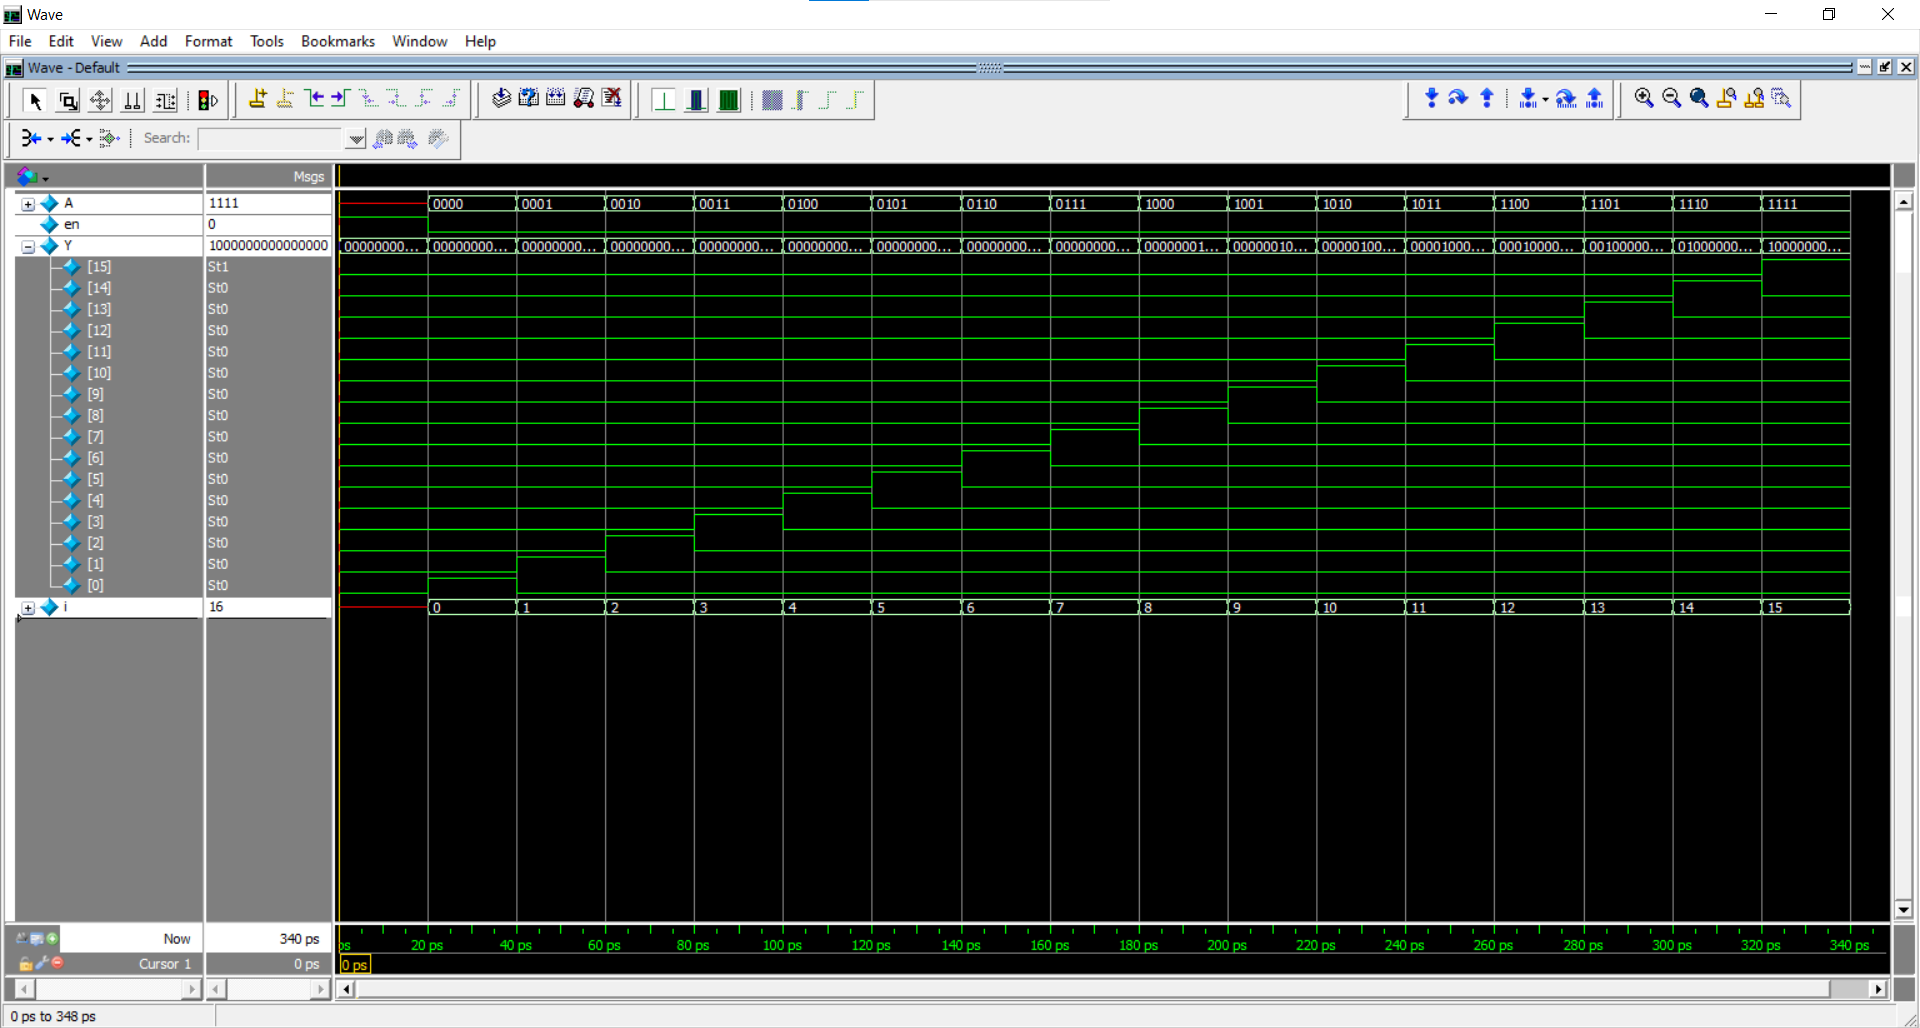 Wave
File Edit View Add Format Tools Bookmarks Window Help
Wave - Default
Search:
Msgs
A 1111 0000 0001 0010 0011 0100 0101 0110 0111 1000 1001 1010 1011 1100 1101 1110 1111
en 0
Y 1000000000000000 00000000... 00000000... 00000000... 00000000... 00000000... 00000000... 00000000... 00000000... 00000000... 00000001... 00000010... 00000100... 00001000... 00010000... 00100000... 01000000... 10000000...
[15] St1
[14] St0
[13] St0
[12] St0
[11] St0
[10] St0
[9] St0
[8] St0
[7] St0
[6] St0
[5] St0
[4] St0
[3] St0
[2] St0
[1] St0
[0] St0
i 16 0 1 2 3 4 5 6 7 8 9 10 11 12 13 14 15
Now 340 ps ps 20 ps 40 ps 60 ps 80 ps 100 ps 120 ps 140 ps 160 ps 180 ps 200 ps 220 ps 240 ps 260 ps 280 ps 300 ps 320 ps 340 ps
Cursor 1 0 ps 0 ps
0 ps to 348 ps